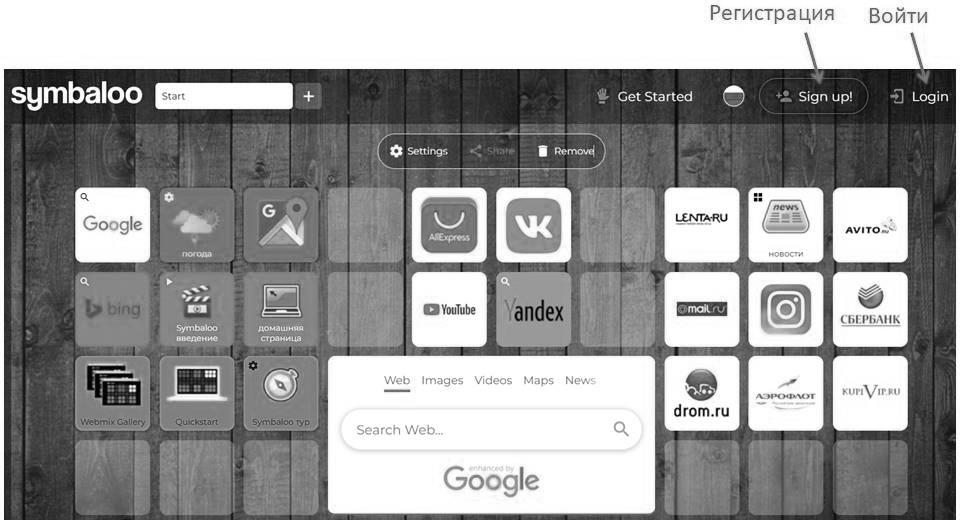 Регистрация
Войти
symbaloo
Start
+
Get Started
Sign up!
Login
Settings
Share
Remove
Google
погода
G
AliExpress
VK
LENTA.RU
news
новости
AVITO.RU
bing
Symbaloo
введение
домашняя
страница
YouTube
Yandex
@mail.ru
СБЕРБАНК
Webmix Gallery
Quickstart
Symbaloo тур
Web
Images
Videos
Maps
News
Search Web...
enhanced by
Google
drom.ru
АЭРОФЛОТ
KUPIVIP.RU